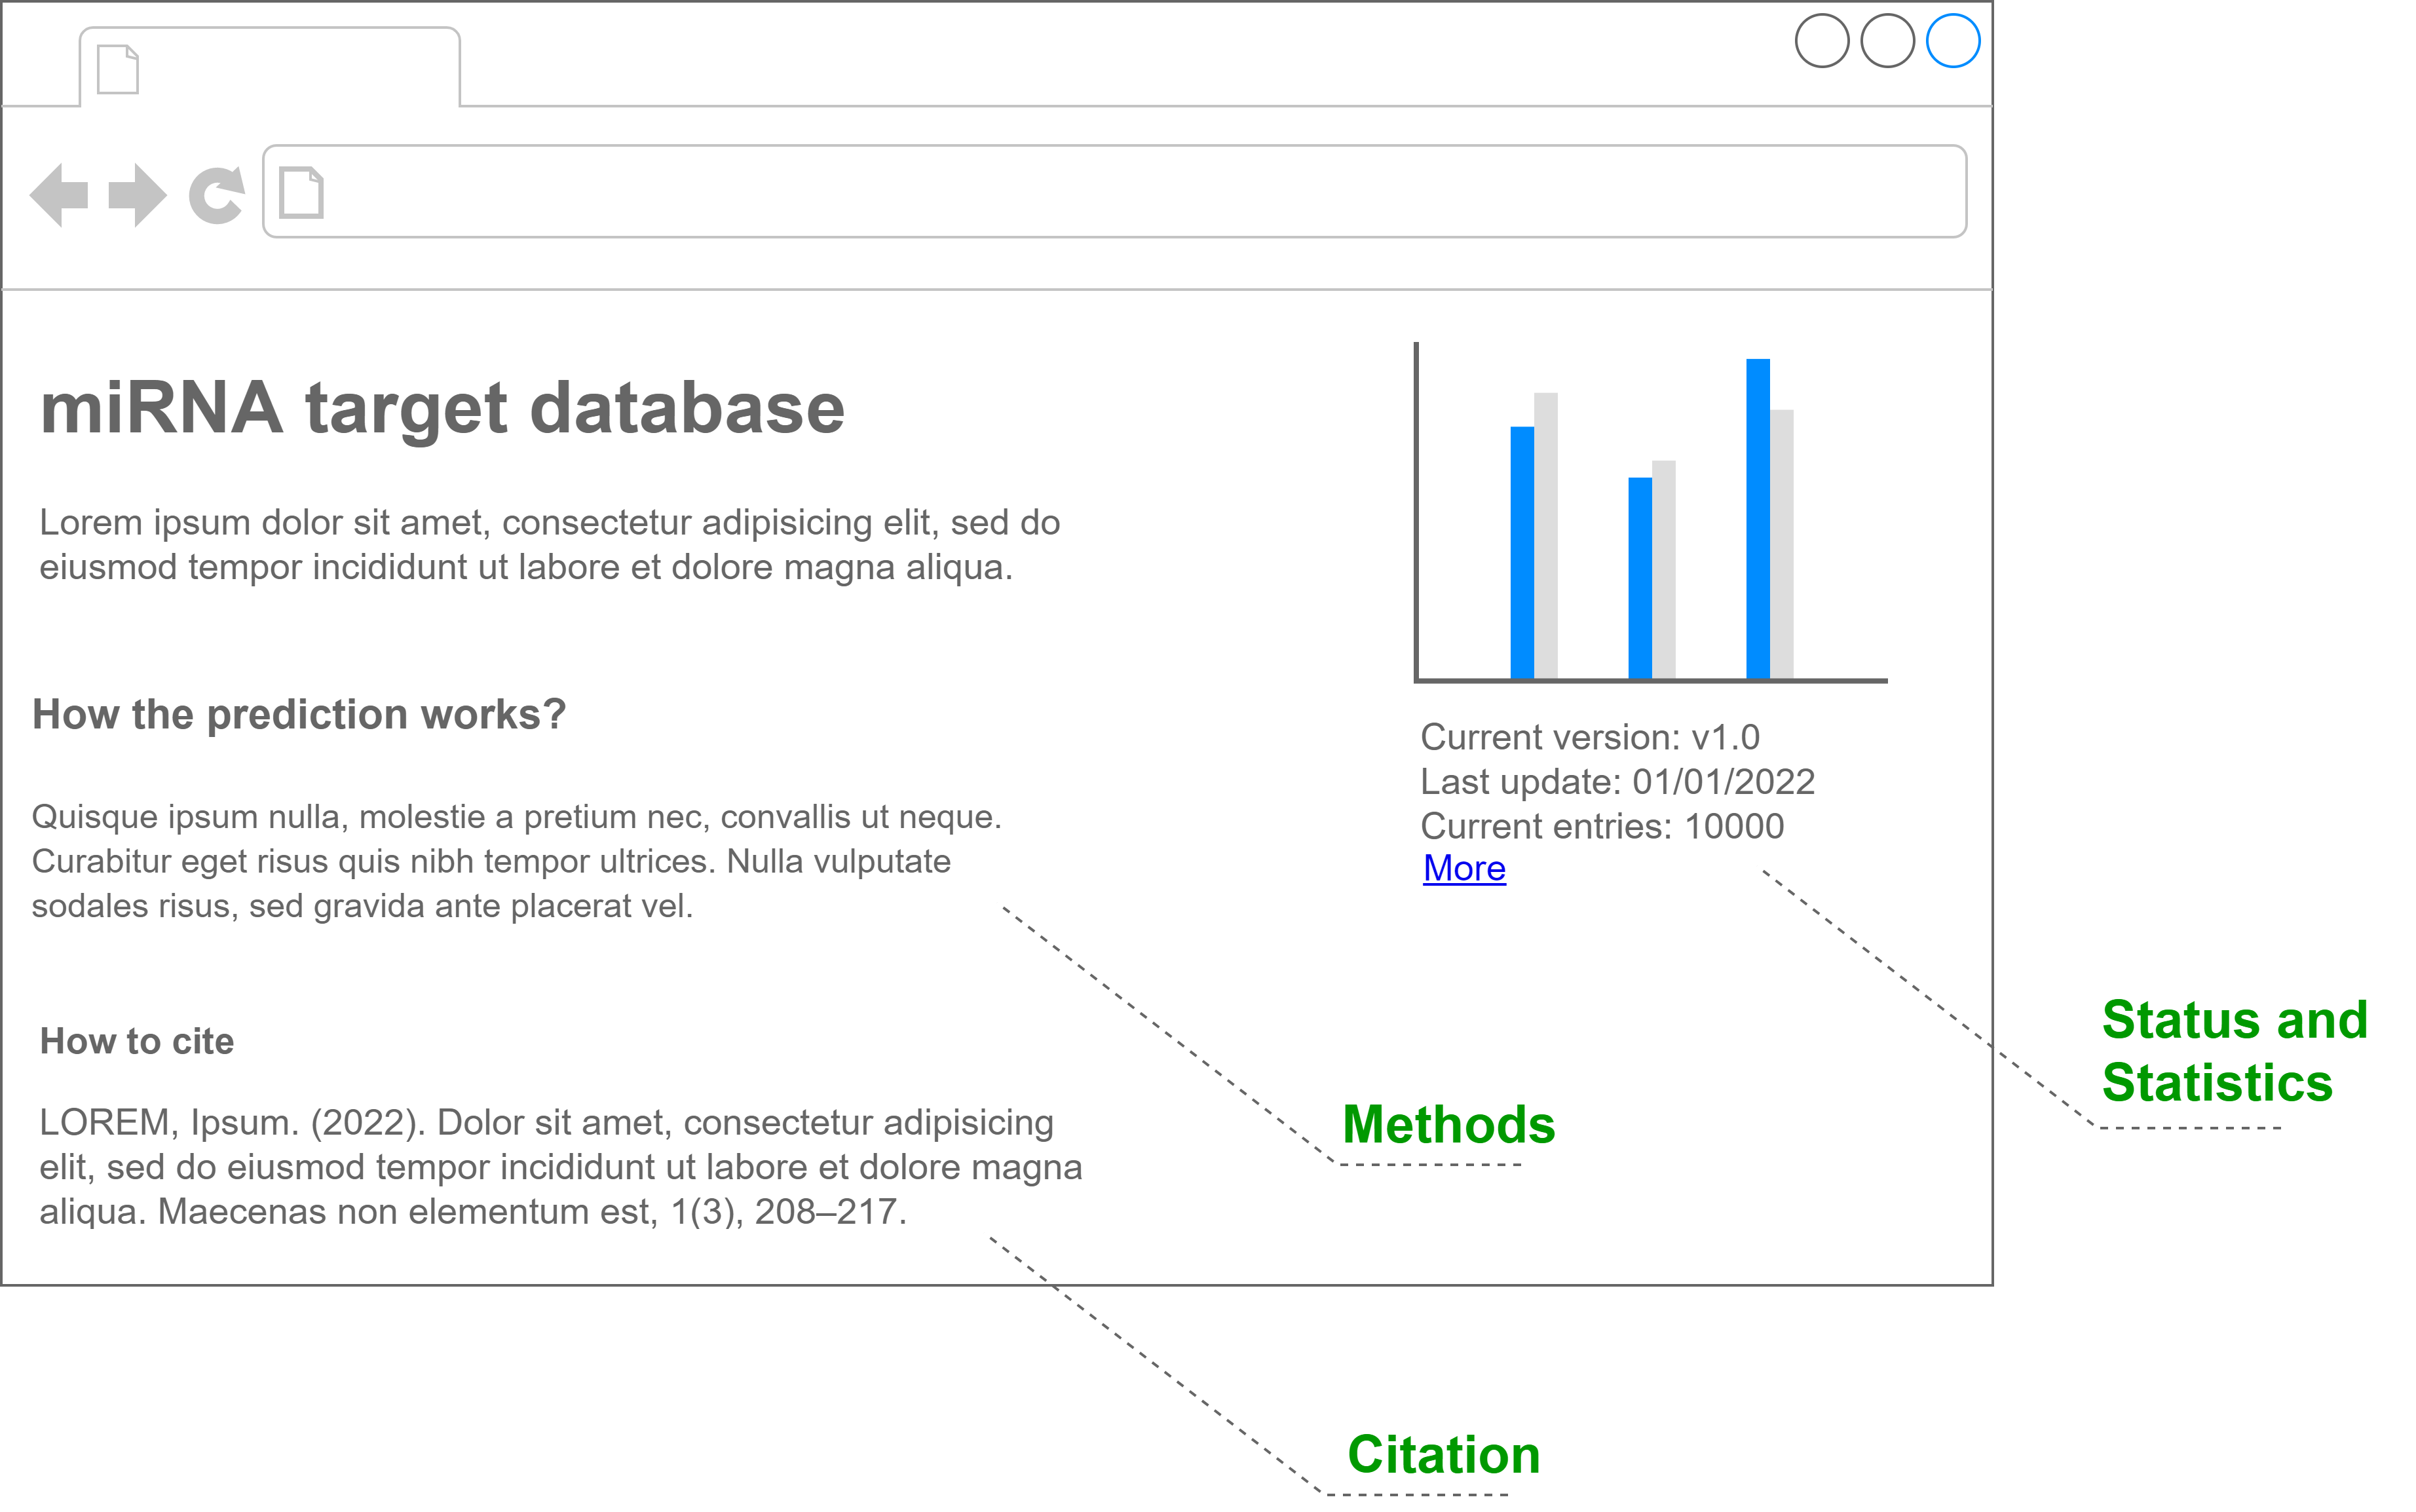 miRNA target database
Lorem ipsum dolor sit amet, consectetur adipisicing elit, sed do
eiusmod tempor incididunt ut labore et dolore magna aliqua.
How the prediction works?
Quisque ipsum nulla, molestie a pretium nec, convallis ut neque.
Curabitur eget risus quis nibh tempor ultrices. Nulla vulputate
sodales risus, sed gravida ante placerat vel.
How to cite
LOREM, Ipsum. (2022). Dolor sit amet, consectetur adipisicing
elit, sed do eiusmod tempor incididunt ut labore et dolore magna
aliqua. Maecenas non elementum est, 1(3), 208–217.
Current version: v1.0
Last update: 01/01/2022
Current entries: 10000
More
Status and
Statistics
Methods
Citation